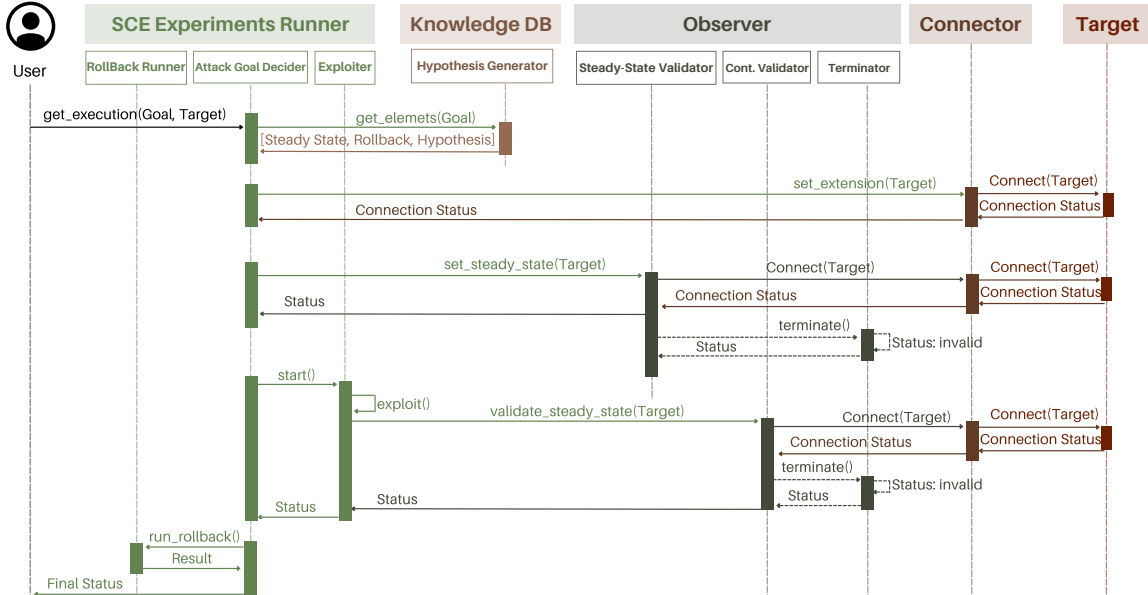 SCE Experiments Runner
Knowledge DB
Observer
Connector
Target
User
RollBack Runner
Attack Goal Decider
Exploiter
Hypothesis Generator
Steady-State Validator
Cont. Validator
Terminator
get_execution(Goal, Target)
get_elemets(Goal)
[Steady State, Rollback, Hypothesis]
set_extension(Target)
Connect(Target)
Connection Status
Connection Status
set_steady_state(Target)
Connect(Target)
Connect(Target)
Status
Connection Status
Connection Status
terminate()
Status
Status: invalid
start()
exploit()
validate_steady_state(Target)
Connect(Target)
Connect(Target)
Connection Status
Connection Status
terminate()
Status: invalid
Status
Status
Status
run_rollback()
Result
Final Status